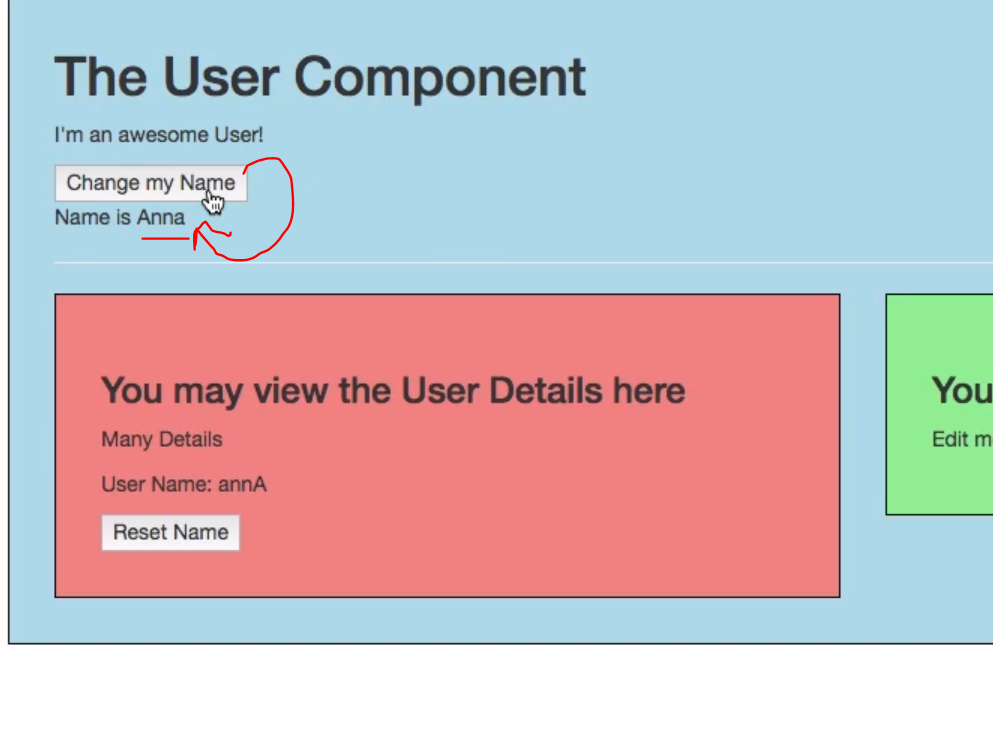 The User Component
I'm an awesome User!
Change my Name
Name is Anna
You may view the User Details here
Many Details
User Name: annA
Reset Name
You
Edit m